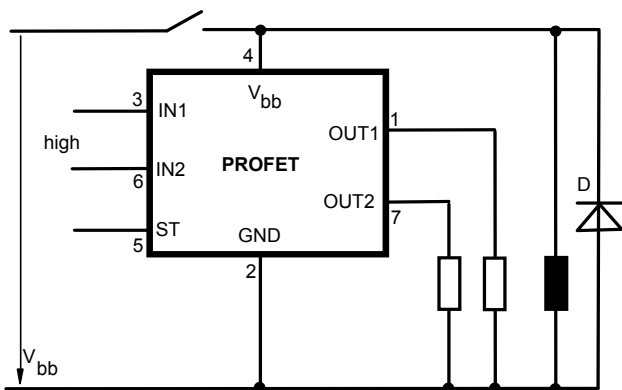 4
V bb
3
IN1
1
OUT1
high
PROFET
IN2
6
D
OUT2
7
ST
5
GND
2
V bb